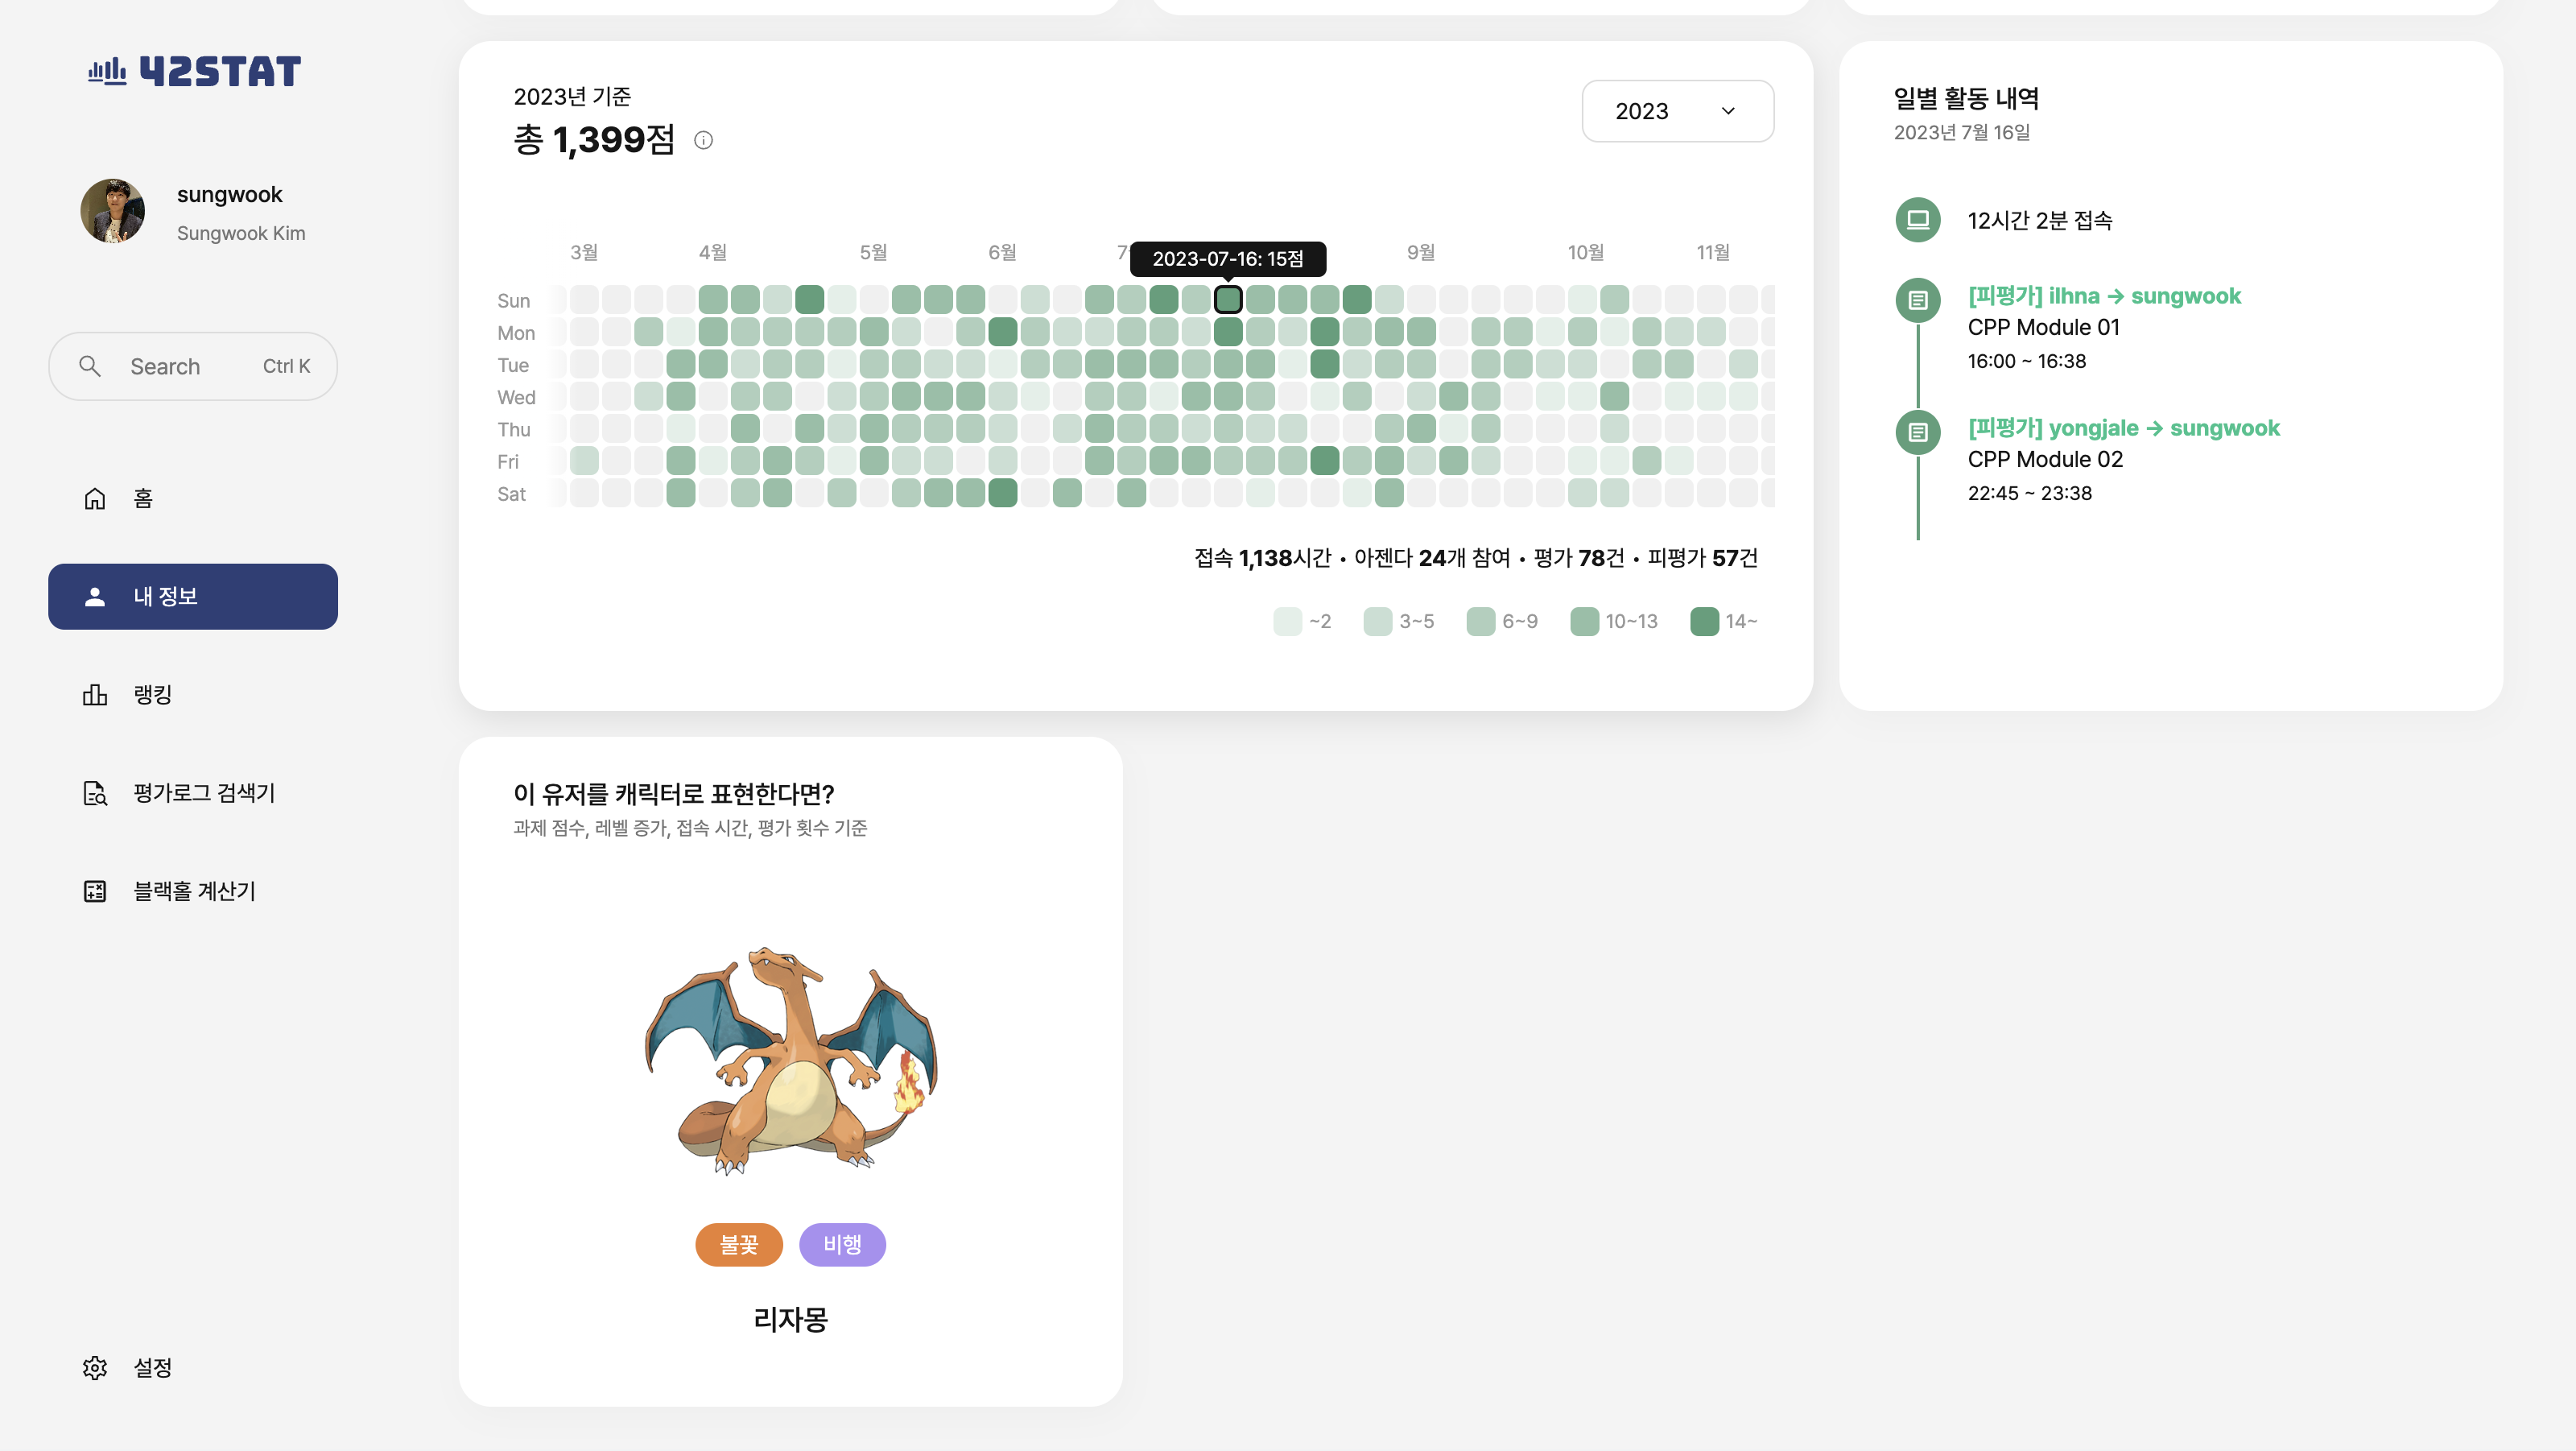 42STAT
sungwook
Sungwook Kim
Search
Ctrl K
홈
내 정보
랭킹
평가로그 검색기
블랙홀 계산기
설정
2023년 기준
총 1,399점
2023
3월
4월
5월
6월
2023-07-16: 15점
9월
10월
11월
Sun
Mon
Tue
Wed
Thu
Fri
Sat
접속 1,138시간 • 아젠다 24개 참여 • 평가 78건 • 피평가 57건
~2
3~5
6~9
10~13
14~
일별 활동 내역
2023년 7월 16일
12시간 2분 접속
[피평가] ilhna → sungwook
CPP Module 01
16:00 ~ 16:38
[피평가] yongjale → sungwook
CPP Module 02
22:45 ~ 23:38
이 유저를 캐릭터로 표현한다면?
과제 점수, 레벨 증가, 접속 시간, 평가 횟수 기준
불꽃
비행
리자몽